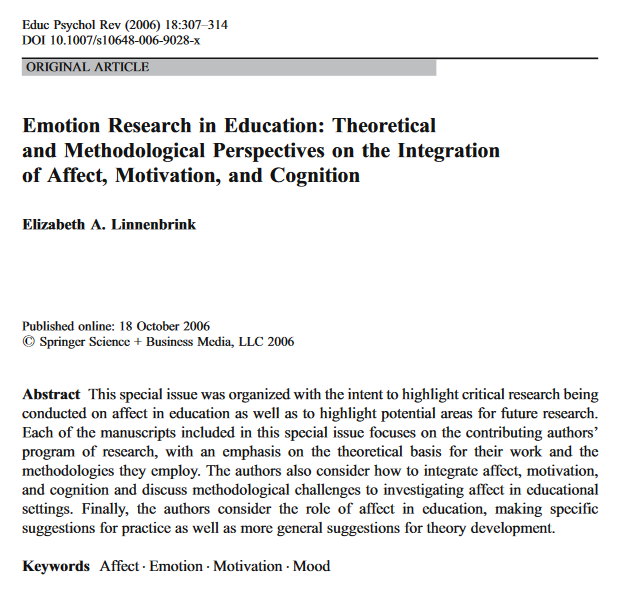 Educ Psychol Rev (2006) 18:307–314
DOI 10.1007/s10648-006-9028-x
ORIGINAL ARTICLE
Emotion Research in Education: Theoretical
and Methodological Perspectives on the Integration
of Affect, Motivation, and Cognition
Elizabeth A. Linnenbrink
Published online: 18 October 2006
© Springer Science + Business Media, LLC 2006
Abstract This special issue was organized with the intent to highlight critical research being
conducted on affect in education as well as to highlight potential areas for future research.
Each of the manuscripts included in this special issue focuses on the contributing authors’
program of research, with an emphasis on the theoretical basis for their work and the
methodologies they employ. The authors also consider how to integrate affect, motivation,
and cognition and discuss methodological challenges to investigating affect in educational
settings. Finally, the authors consider the role of affect in education, making specific
suggestions for practice as well as more general suggestions for theory development.
Keywords Affect · Emotion · Motivation · Mood